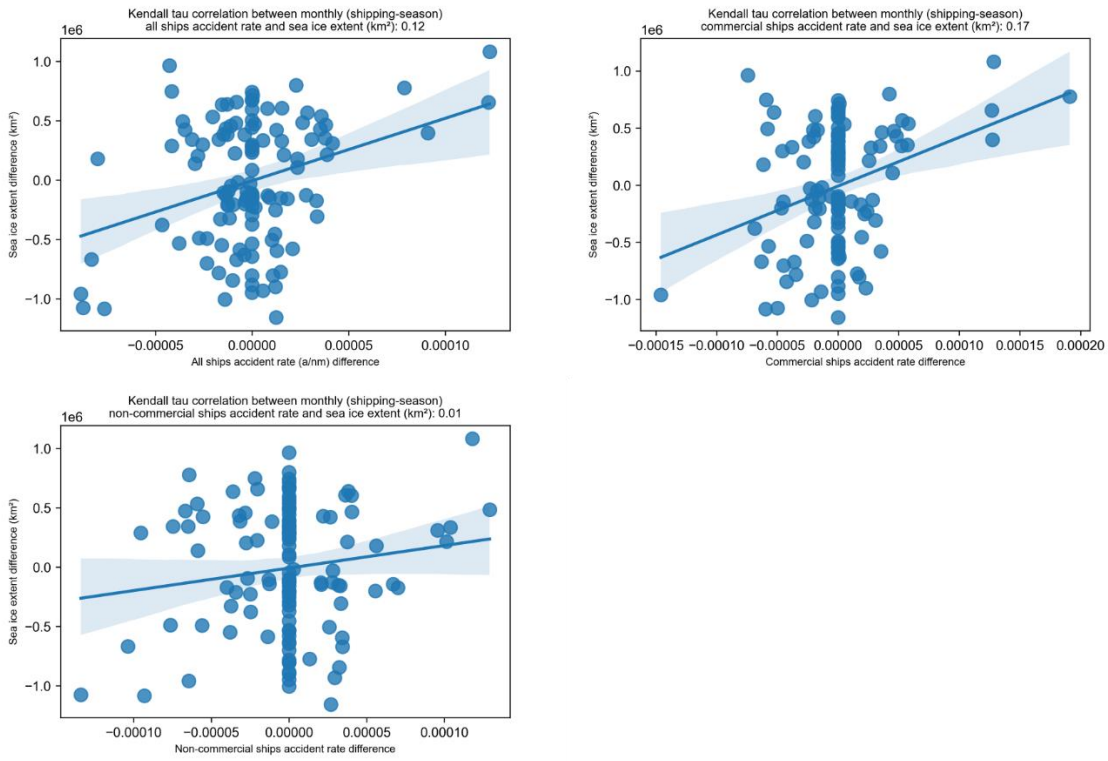 Kendall tau correlation between monthly (shipping-season)
all ships accident rate and sea ice extent (km²): 0.12
1e6
1.0
0.5
0.0
−0.5
−1.0
Sea ice extent difference (km²)
−0.00005
0.00000
0.00005
0.00010
All ships accident rate (a/nm) difference
Kendall tau correlation between monthly (shipping-season)
commercial ships accident rate and sea ice extent (km²): 0.17
1e6
1.0
0.5
0.0
−0.5
−1.0
Sea ice extent difference (km²)
−0.00015
−0.00010
−0.00005
0.00000
0.00005
0.00010
0.00015
0.00020
Commercial ships accident rate difference
Kendall tau correlation between monthly (shipping-season)
non-commercial ships accident rate and sea ice extent (km²): 0.01
1e6
1.0
0.5
0.0
−0.5
−1.0
Sea ice extent difference (km²)
−0.00010
−0.00005
0.00000
0.00005
0.00010
Non-commercial ships accident rate difference